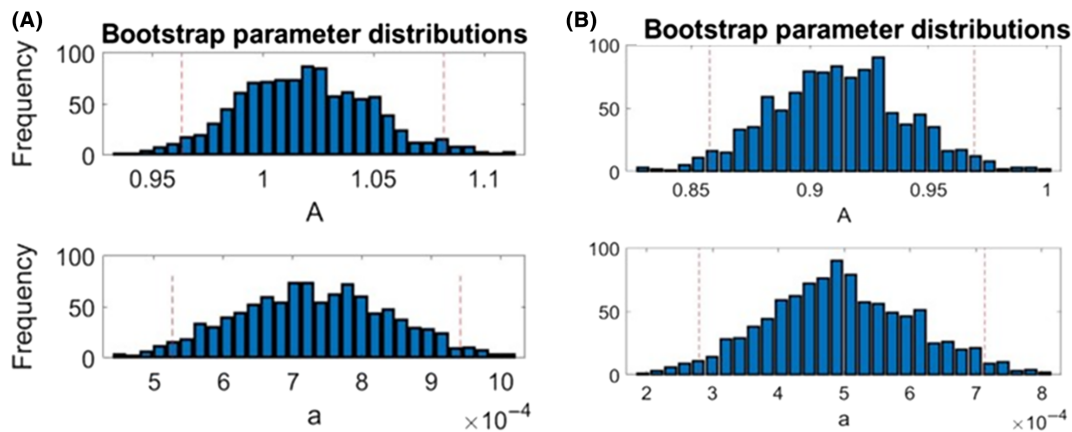 (A)
Bootstrap parameter distributions
Frequency
100
50
0
0.95 1 1.05 1.1
A
Frequency
100
50
0
5 6 7 8 9 10
a
×10⁻⁴
(B)
Bootstrap parameter distributions
100
50
0
0.85 0.9 0.95 1
A
100
50
0
2 3 4 5 6 7 8
a
×10⁻⁴